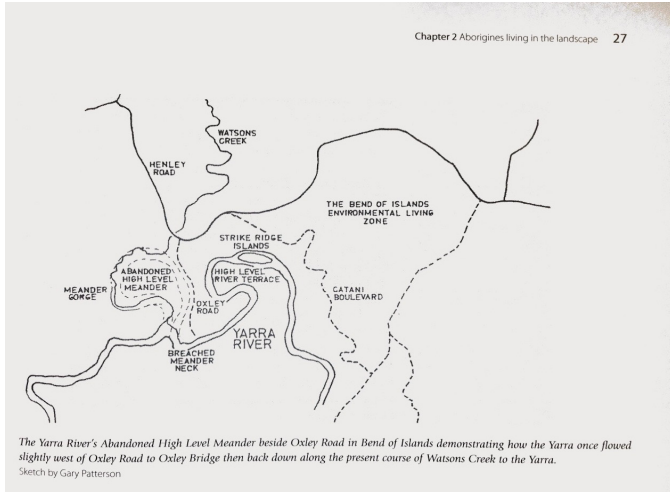 Chapter 2 Aborigines living in the landscape 27
WATSONS
CREEK
HENLEY
ROAD
THE BEND OF ISLANDS
ENVIRONMENTAL LIVING
ZONE
STRIKE RIDGE
ISLANDS
ABANDONED
HIGH LEVEL
MEANDER
HIGH LEVEL
RIVER TERRACE
MEANDER
GORGE
CATANI
BOULEVARD
OXLEY
ROAD
YARRA
RIVER
BREACHED
MEANDER
NECK
The Yarra River's Abandoned High Level Meander beside Oxley Road in Bend of Islands demonstrating how the Yarra once flowed
slightly west of Oxley Road to Oxley Bridge then back down along the present course of Watsons Creek to the Yarra.
Sketch by Gary Patterson